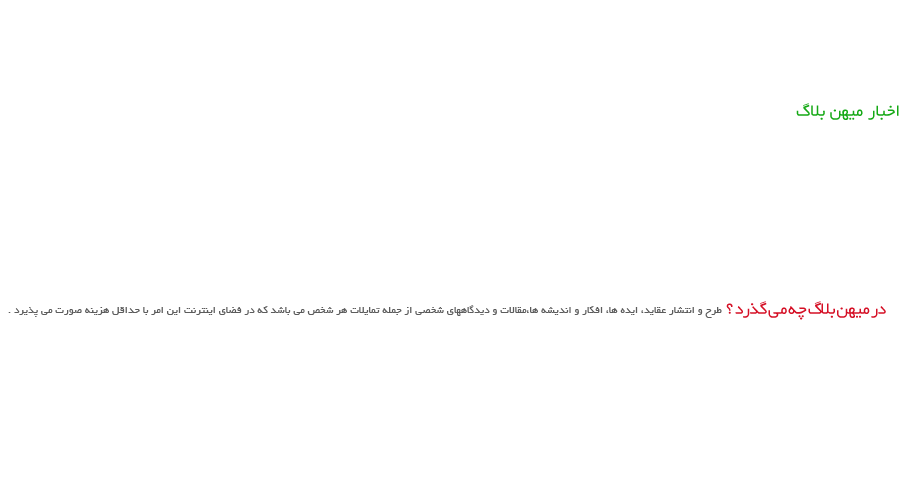 اخبار میهن بلاگ
در میهن بلاگ چه می گذرد ؟ طرح و انتشار عقاید، ایده ها، افکار و اندیشه ها،مقالات و دیدگاههای شخصی از جمله تمایلات هر شخص می باشد که در فضای اینترنت این امر با حداقل هزینه صورت می پذیرد .